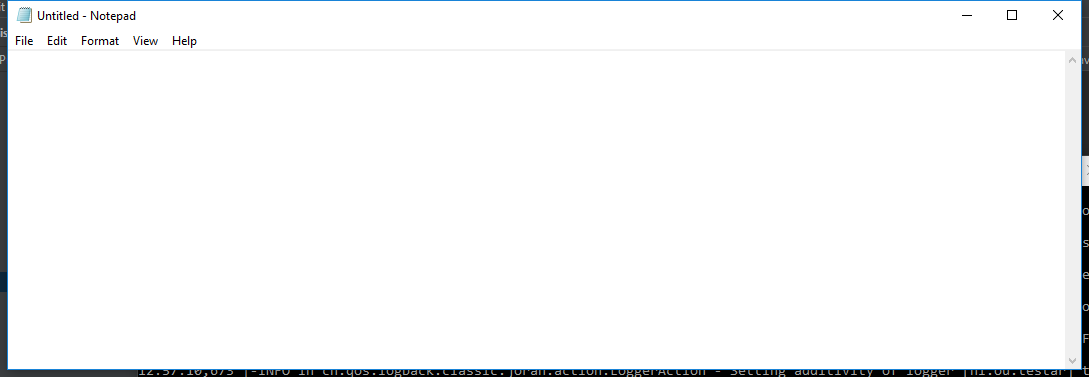 Untitled - Notepad
File Edit Format View Help
12:57:10,673 |-INFO in ch.qos.logback.classic.joran.action.LoggerAction - Setting additivity of logger [nl.ou.testar]